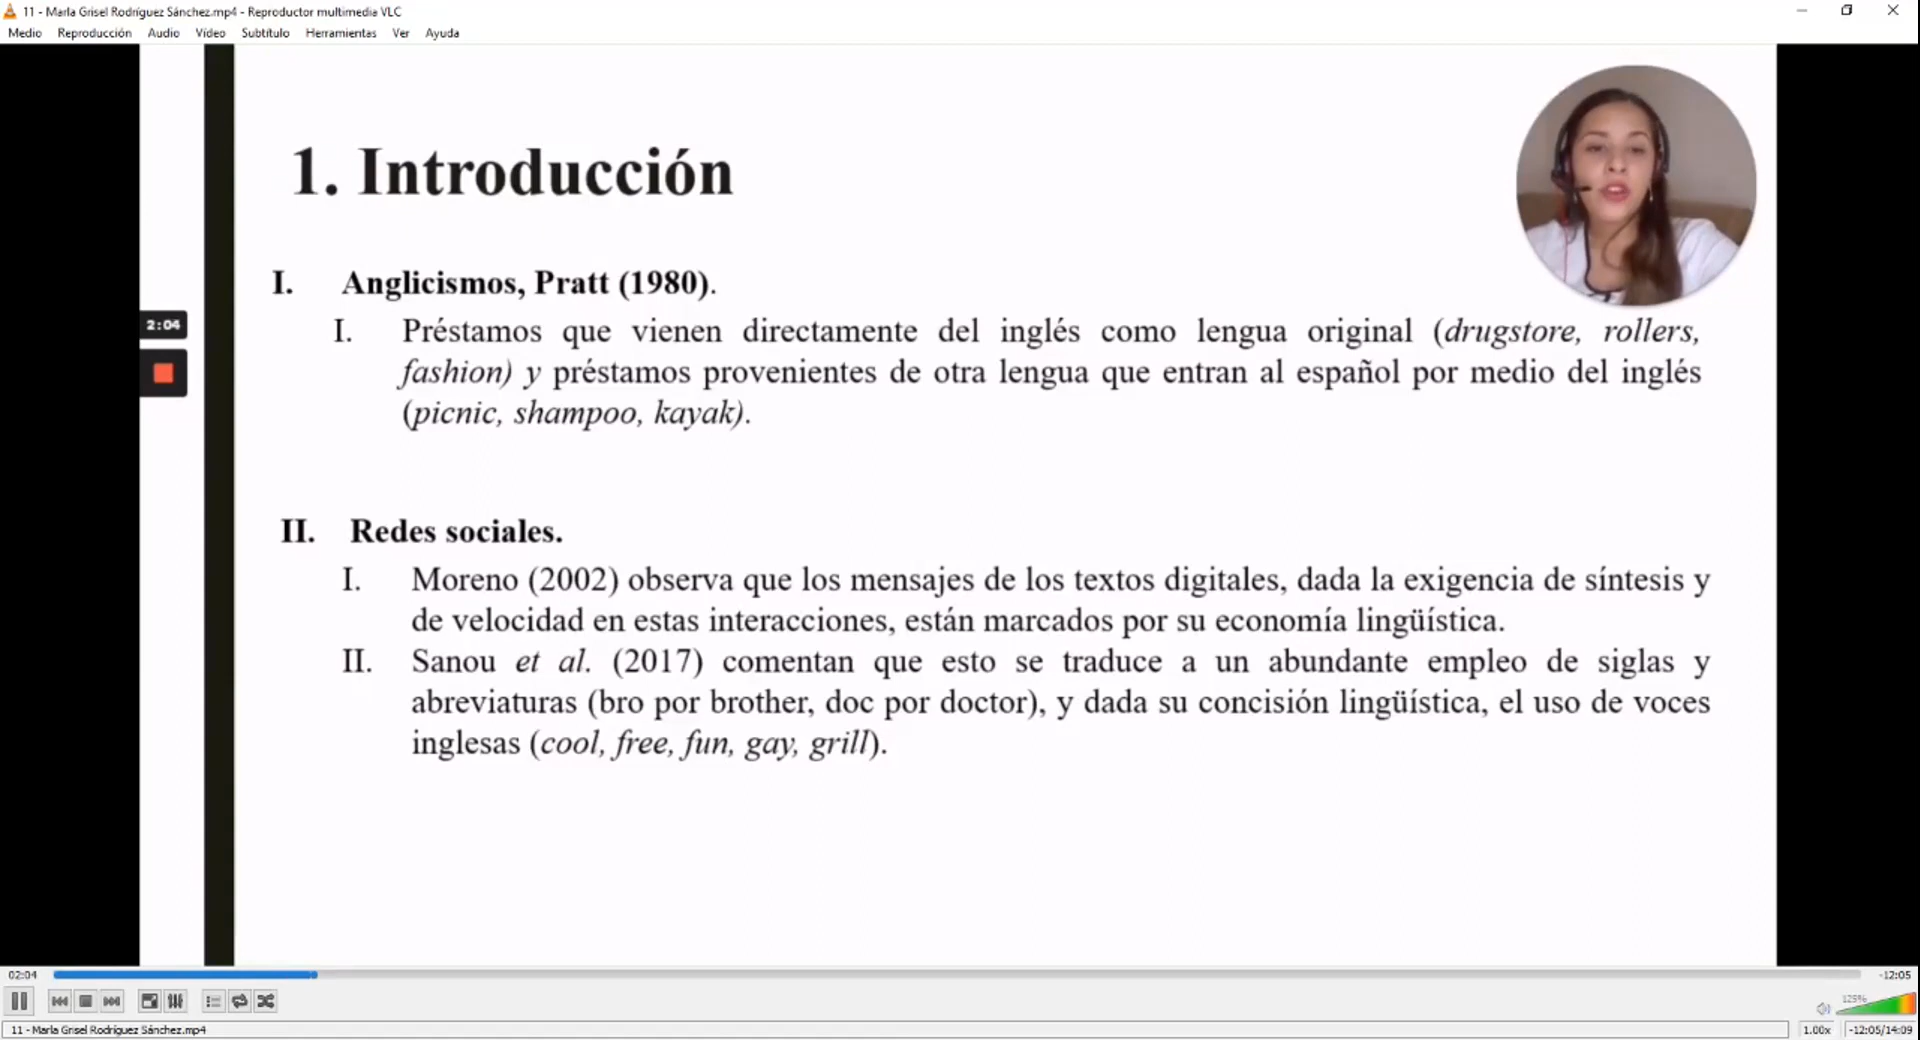 11 - Marla Grisel Rodríguez Sánchez.mp4 - Reproductor multimedia VLC
Medio Reproducción Audio Vídeo Subtítulo Herramientas Ver Ayuda
1. Introducción
I. Anglicismos, Pratt (1980).
I. Préstamos que vienen directamente del inglés como lengua original (drugstore, rollers,
fashion) y préstamos provenientes de otra lengua que entran al español por medio del inglés
(picnic, shampoo, kayak).
2:04
II. Redes sociales.
I. Moreno (2002) observa que los mensajes de los textos digitales, dada la exigencia de síntesis y
de velocidad en estas interacciones, están marcados por su economía lingüística.
II. Sanou et al. (2017) comentan que esto se traduce a un abundante empleo de siglas y
abreviaturas (bro por brother, doc por doctor), y dada su concisión lingüística, el uso de voces
inglesas (cool, free, fun, gay, grill).
02:04 -12:05
125%
11 - Marla Grisel Rodríguez Sánchez.mp4 1.00x -12:05/14:09